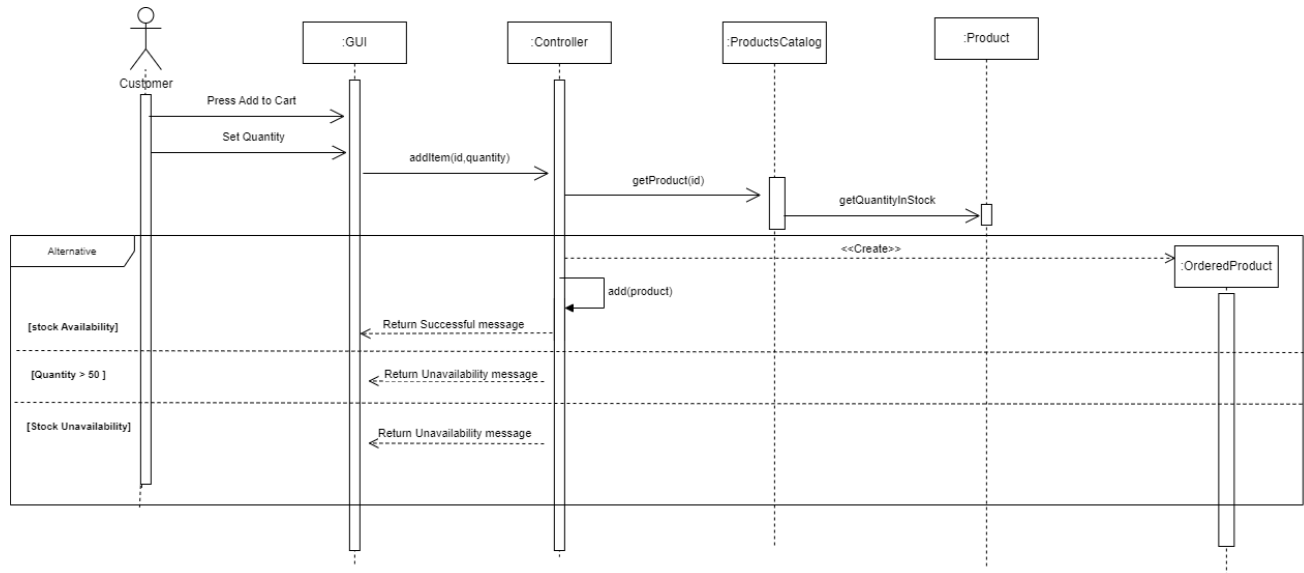 :GUI
:Controller
:ProductsCatalog
:Product
Customer
Press Add to Cart
Set Quantity
addItem(id,quantity)
getProduct(id)
getQuantityInStock
Alternative
<<Create>>
:OrderedProduct
add(product)
[stock Availability]
Return Successful message
[Quantity > 50 ]
Return Unavailability message
[Stock Unavailability]
Return Unavailability message